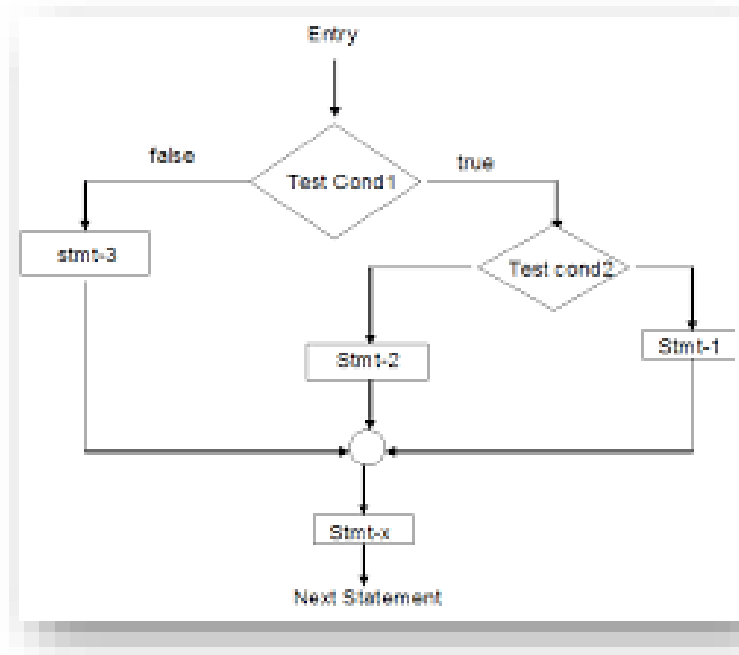 Entry
false
true
Test Cond1
stmt-3
Test cond2
Stmt-2
Stmt-1
Stmt-x
Next Statement